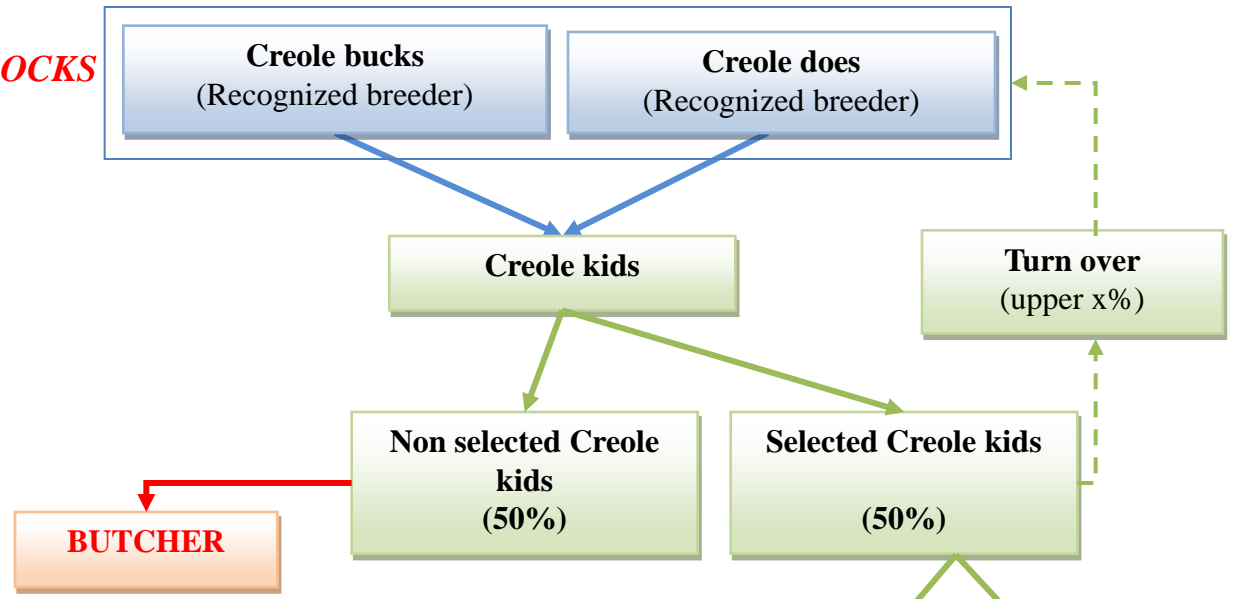 OCKS
Creole bucks
(Recognized breeder)
Creole does
(Recognized breeder)
Creole kids
Turn over
(upper x%)
Non selected Creole
kids
(50%)
Selected Creole kids
(50%)
BUTCHER